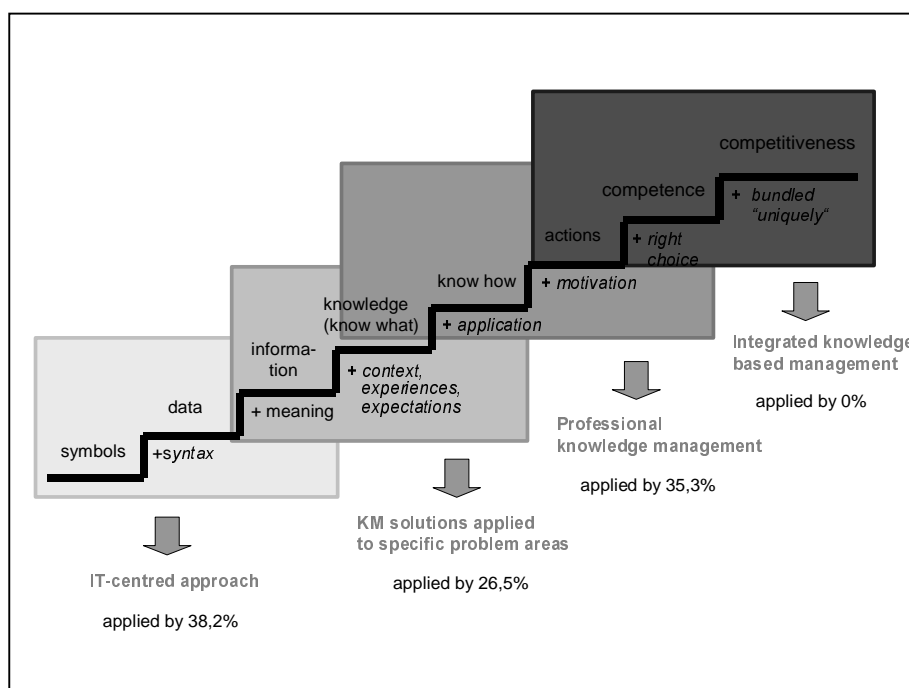 competitiveness
+ bundled
“uniquely“
competence
+ right
choice
actions
+ motivation
know how
+ application
knowledge
(know what)
+ context,
experiences,
expectations
informa-
tion
+ meaning
data
+syntax
symbols
Integrated knowledge
based management
applied by 0%
Professional
knowledge management
applied by 35,3%
KM solutions applied
to specific problem areas
applied by 26,5%
IT-centred approach
applied by 38,2%